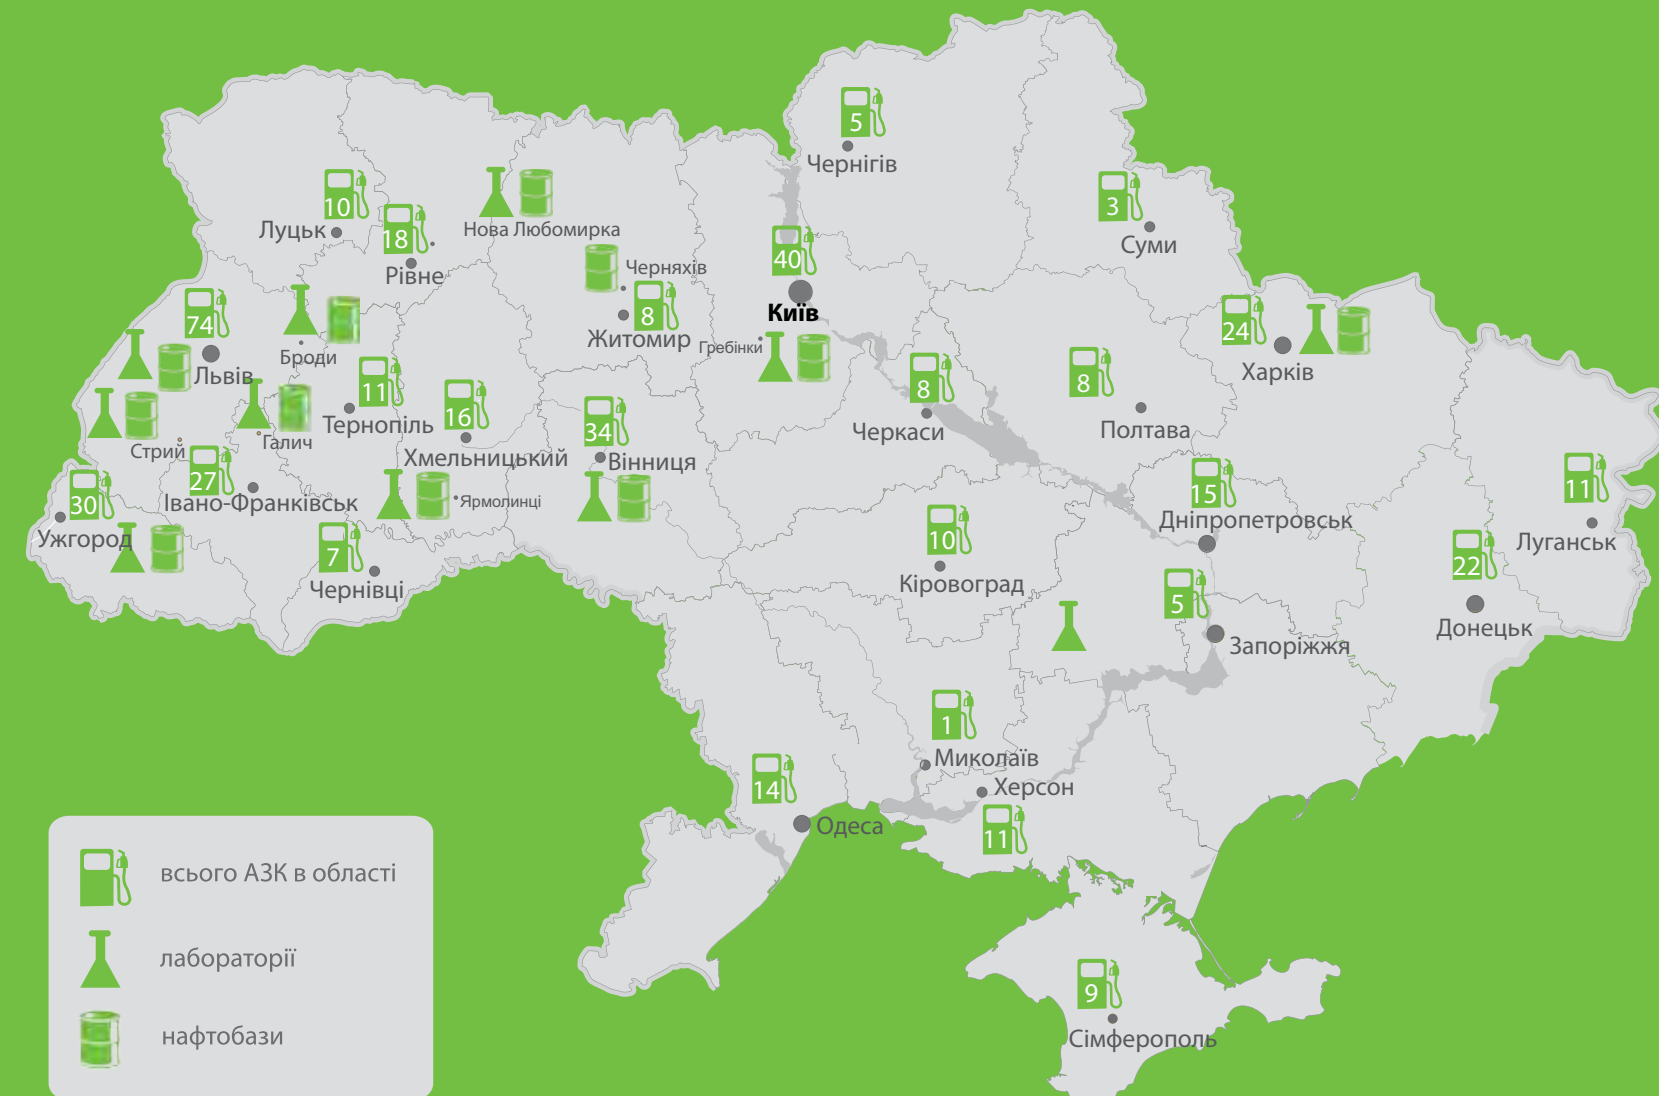 5
Чернігів
3
Суми
10
Луцьк
18
Рівне
Нова Любомирка
Черняхів
8
Житомир
40
Київ
Гребінки
74
Львів
Броди
11
Тернопіль
16
Хмельницький
34
Вінниця
8
Черкаси
8
Полтава
24
Харків
Стрий
Галич
27
Івано-Франківськ
Ярмолинці
30
Ужгород
7
Чернівці
10
Кіровоград
15
Дніпропетровськ
5
Запоріжжя
11
Луганськ
22
Донецьк
1
Миколаїв
Херсон
11
14
Одеса
9
Сімферополь
всього АЗК в області
лабораторії
нафтобази